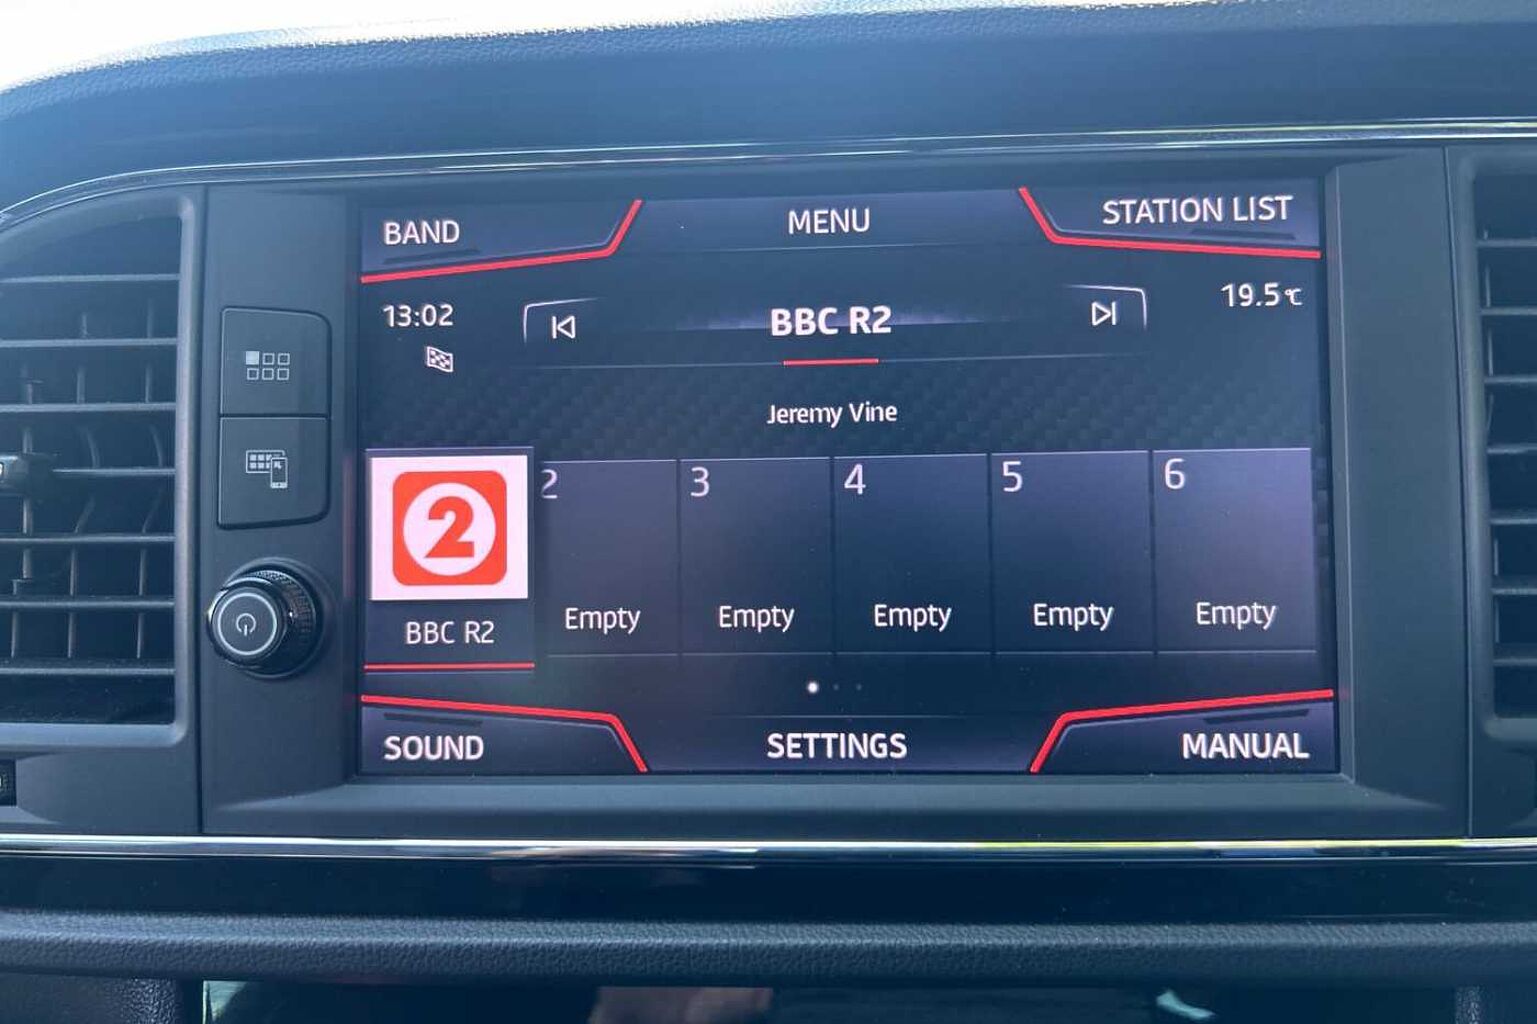 BAND
MENU
STATION LIST
13:02
BBC R2
19.5 °C
Jeremy Vine
2
2
3
4
5
6
BBC R2
Empty
Empty
Empty
Empty
Empty
SOUND
SETTINGS
MANUAL